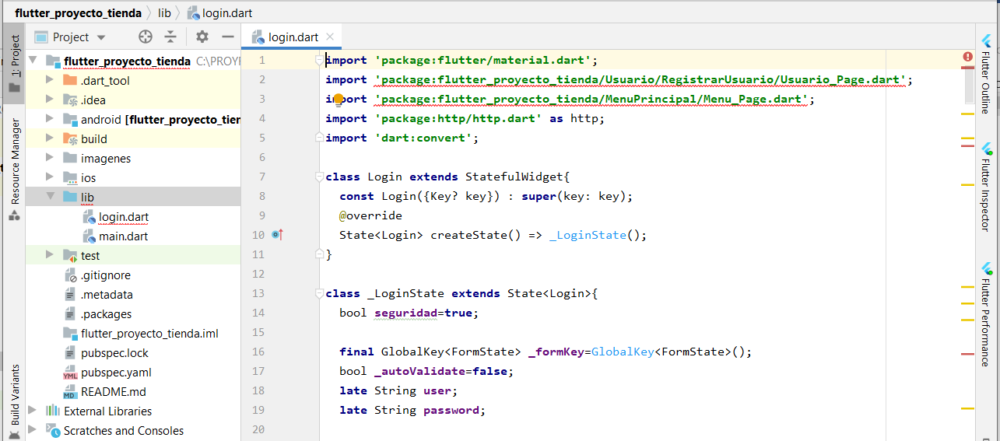 flutter_proyecto_tienda lib login.dart
1: Project
Resource Manager
Build Variants
Project
flutter_proyecto_tienda C:\PROYE
.dart_tool
.idea
android [flutter_proyecto_tien
build
imagenes
ios
lib
login.dart
main.dart
test
.gitignore
.metadata
.packages
flutter_proyecto_tienda.iml
pubspec.lock
pubspec.yaml
README.md
External Libraries
Scratches and Consoles
login.dart
1 import 'package:flutter/material.dart';
2 import 'package:flutter_proyecto_tienda/Usuario/RegistrarUsuario/Usuario_Page.dart';
3 import 'package:flutter_proyecto_tienda/MenuPrincipal/Menu_Page.dart';
4 import 'package:http/http.dart' as http;
5 import 'dart:convert';
6
7 class Login extends StatefulWidget{
8 const Login({Key? key}) : super(key: key);
9 @override
10 State<Login> createState() => _LoginState();
11 }
12
13 class _LoginState extends State<Login>{
14 bool seguridad=true;
15
16 final GlobalKey<FormState> _formKey=GlobalKey<FormState>();
17 bool _autoValidate=false;
18 late String user;
19 late String password;
20
Flutter Outline
Flutter Inspector
Flutter Performance